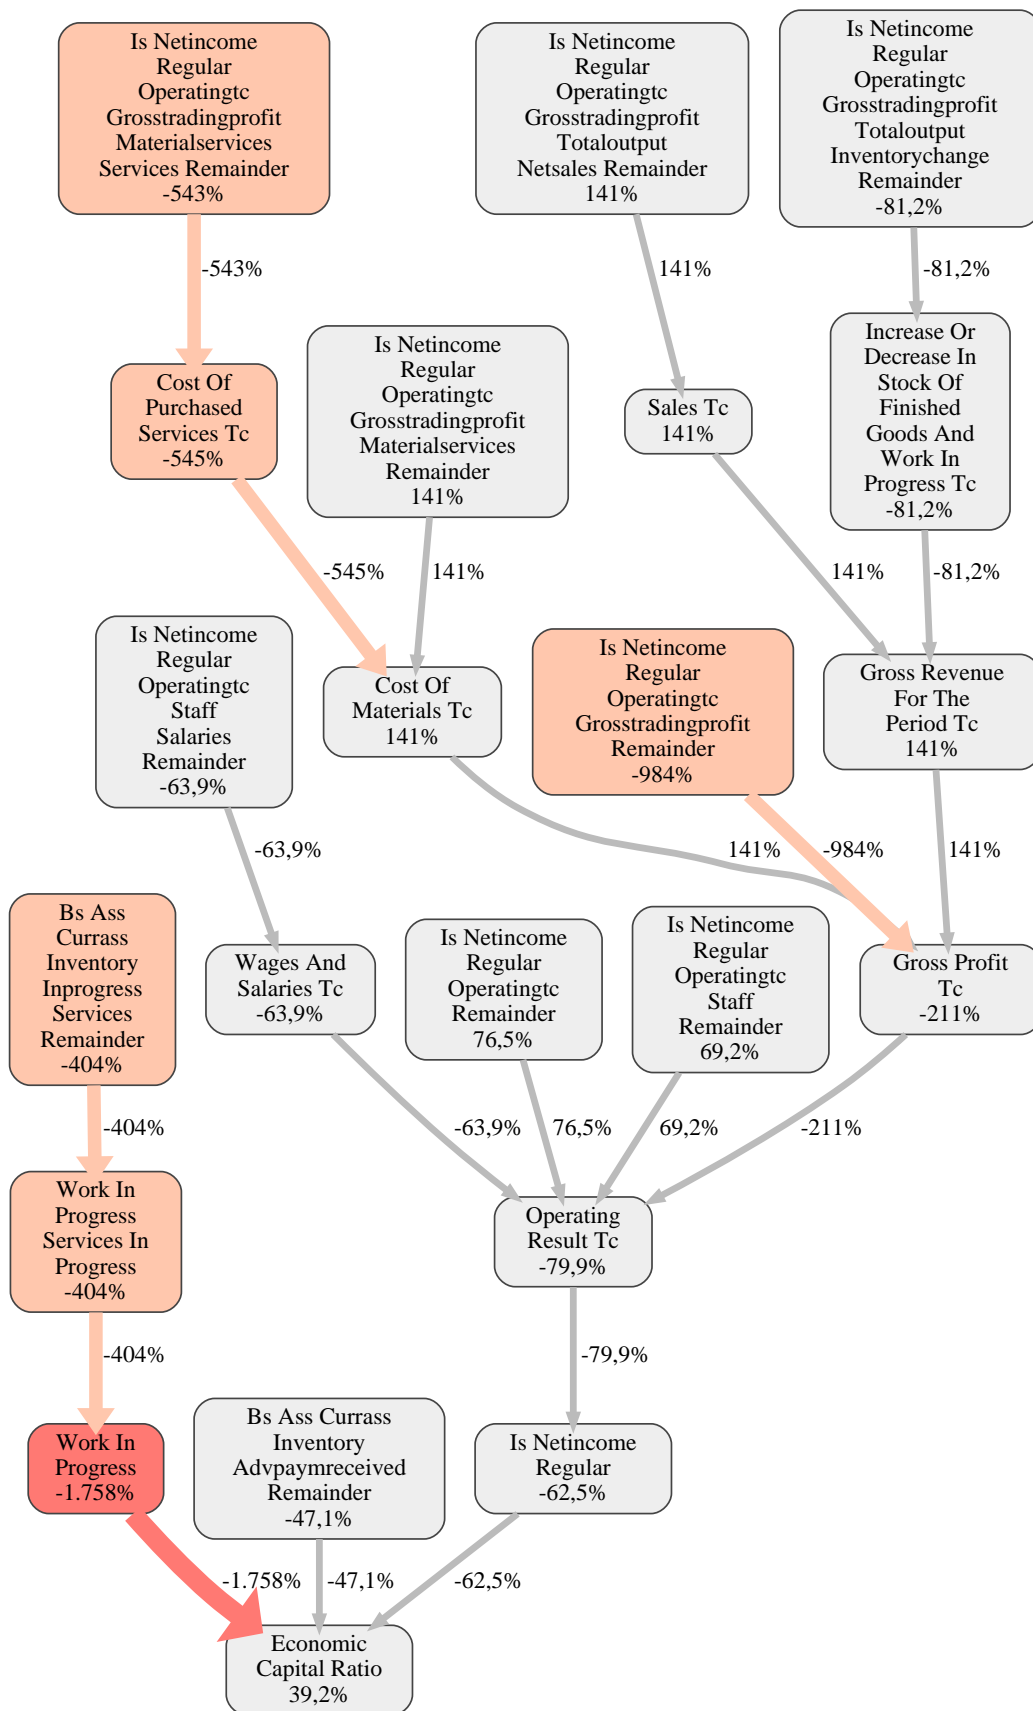 Is Netincome
Regular
Operatingtc
Grosstradingprofit
Materialservices
Services Remainder
-543%
Is Netincome
Regular
Operatingtc
Grosstradingprofit
Totaloutput
Netsales Remainder
141%
Is Netincome
Regular
Operatingtc
Grosstradingprofit
Totaloutput
Inventorychange
Remainder
-81,2%
-543%
141%
-81,2%
Cost Of
Purchased
Services Tc
-545%
Is Netincome
Regular
Operatingtc
Grosstradingprofit
Materialservices
Remainder
141%
Sales Tc
141%
Increase Or
Decrease In
Stock Of
Finished
Goods And
Work In
Progress Tc
-81,2%
-545%
141%
141%
-81,2%
Is Netincome
Regular
Operatingtc
Staff
Salaries
Remainder
-63,9%
Cost Of
Materials Tc
141%
Is Netincome
Regular
Operatingtc
Grosstradingprofit
Remainder
-984%
Gross Revenue
For The
Period Tc
141%
-63,9%
141%
-984%
141%
Bs Ass
Currass
Inventory
Inprogress
Services
Remainder
-404%
Wages And
Salaries Tc
-63,9%
Is Netincome
Regular
Operatingtc
Remainder
76,5%
Is Netincome
Regular
Operatingtc
Staff
Remainder
69,2%
Gross Profit
Tc
-211%
-404%
-63,9%
76,5%
69,2%
-211%
Work In
Progress
Services In
Progress
-404%
Operating
Result Tc
-79,9%
-404%
-79,9%
Work In
Progress
-1.758%
Bs Ass Currass
Inventory
Advpaymreceived
Remainder
-47,1%
Is Netincome
Regular
-62,5%
-1.758%
-47,1%
-62,5%
Economic
Capital Ratio
39,2%